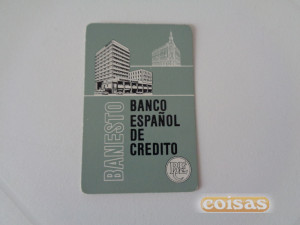 BANESTO
BANCO
ESPAÑOL
DE
CREDITO
coisas